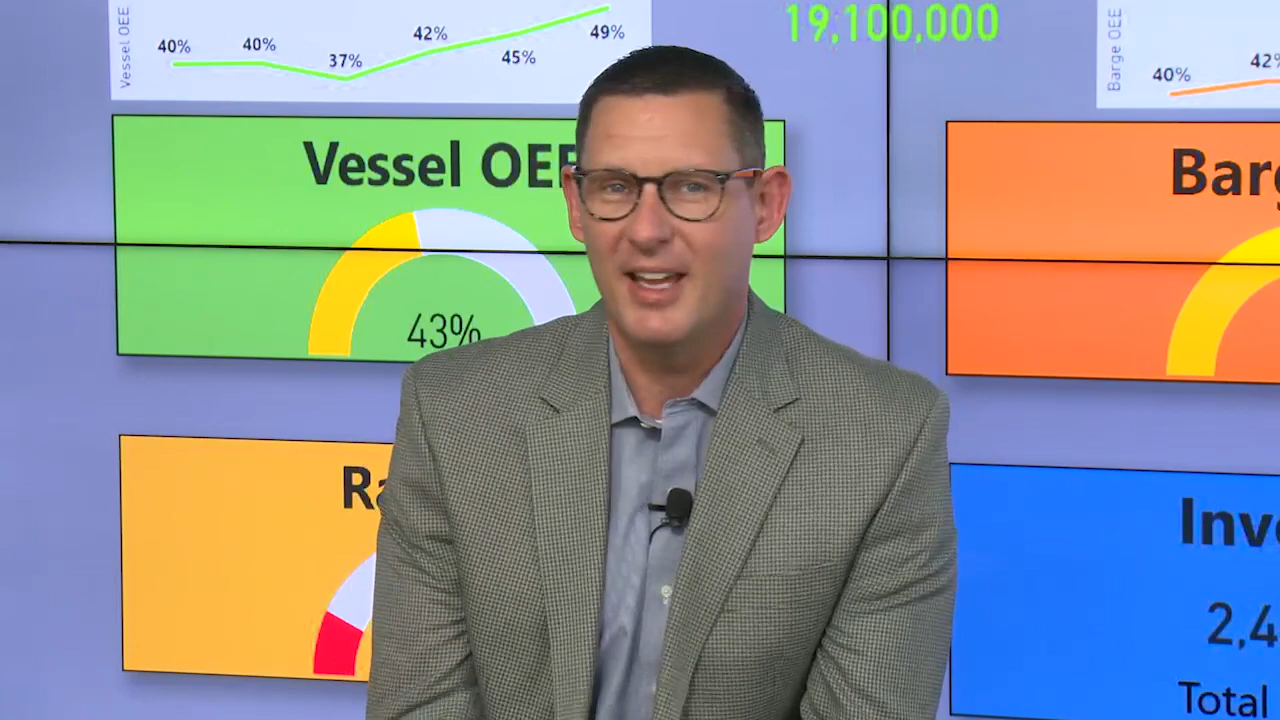 Vessel OEE
40%
40%
37%
42%
45%
49%
19,100,000
Barge OEE
40%
42%
Vessel OEE
43%
Barg
Ra
Inve
2,4
Total